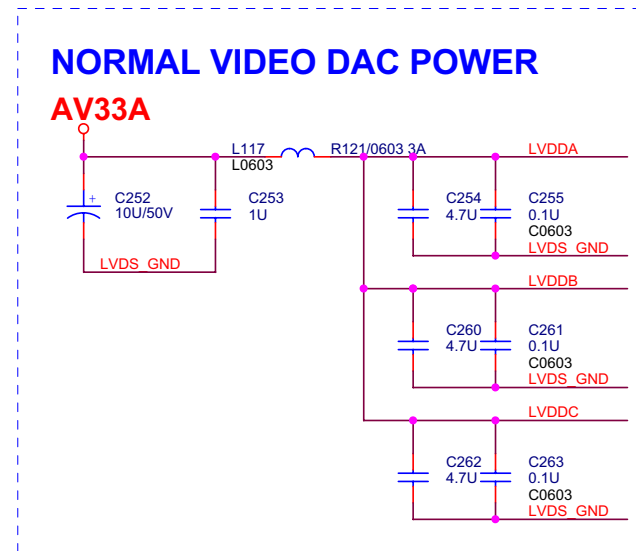 NORMAL VIDEO DAC POWER
AV33A
L117 R121/0603 3A LVDDA
L0603
+
C252 C253 C254 C255
10U/50V 1U 4.7U 0.1U
C0603
LVDS_GND LVDS_GND
LVDDB
C260 C261
4.7U 0.1U
C0603
LVDS_GND
LVDDC
C262 C263
4.7U 0.1U
C0603
LVDS_GND